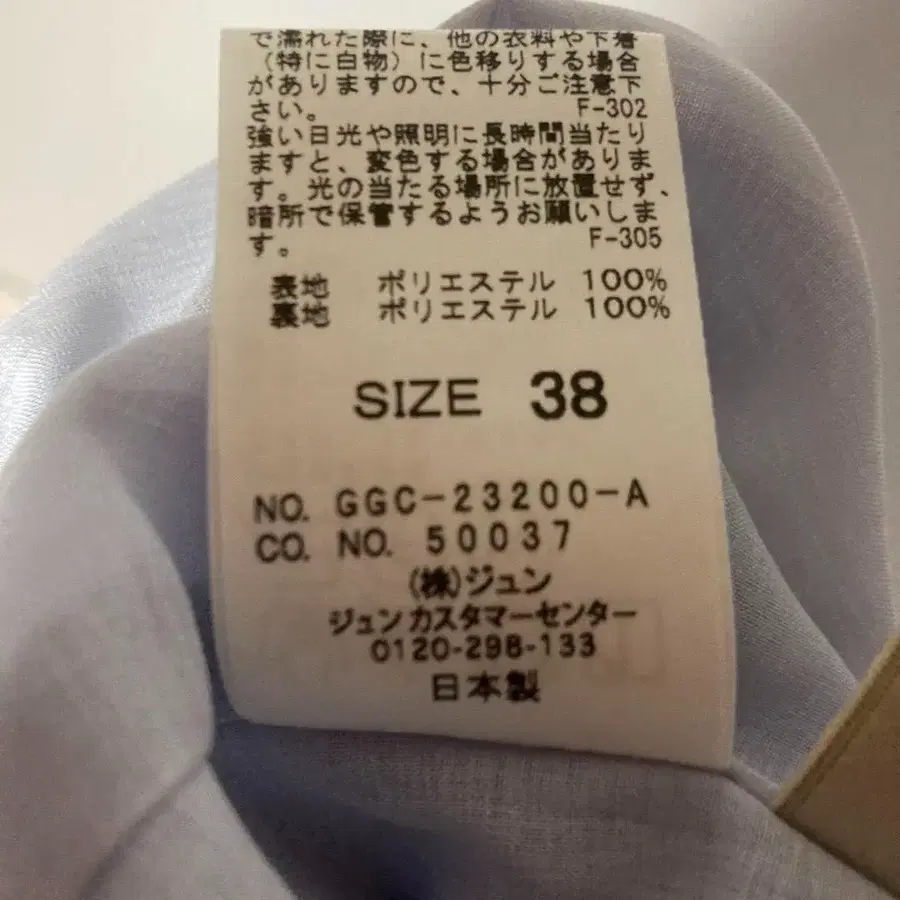 で濡れた際に、他の衣料や下着
（特に白物）に色移りする場合
がありますので、十分ご注意下
さい。 F-302
強い日光や照明に長時間当たり
ますと、変色する場合がありま
す。光の当たる場所に放置せず、
暗所で保管するようお願いしま
す。 F-305
表地 ポリエステル 100%
裏地 ポリエステル 100%
SIZE 38
NO. GGC-23200-A
CO. NO. 50037
(株)ジュン
ジュンカスタマーセンター
0120-298-133
日本製